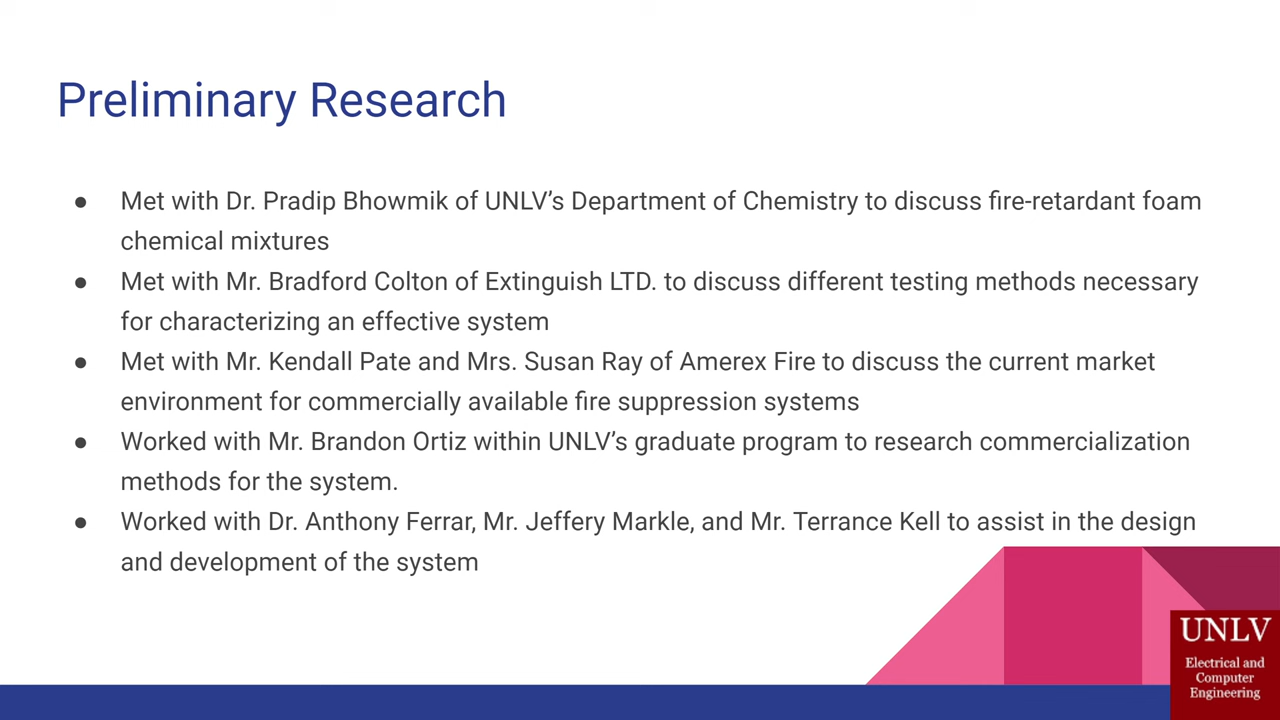 Preliminary Research
● Met with Dr. Pradip Bhowmik of UNLV’s Department of Chemistry to discuss fire-retardant foam
chemical mixtures
● Met with Mr. Bradford Colton of Extinguish LTD. to discuss different testing methods necessary
for characterizing an effective system
● Met with Mr. Kendall Pate and Mrs. Susan Ray of Amerex Fire to discuss the current market
environment for commercially available fire suppression systems
● Worked with Mr. Brandon Ortiz within UNLV’s graduate program to research commercialization
methods for the system.
● Worked with Dr. Anthony Ferrar, Mr. Jeffery Markle, and Mr. Terrance Kell to assist in the design
and development of the system
UNLV
Electrical and
Computer
Engineering